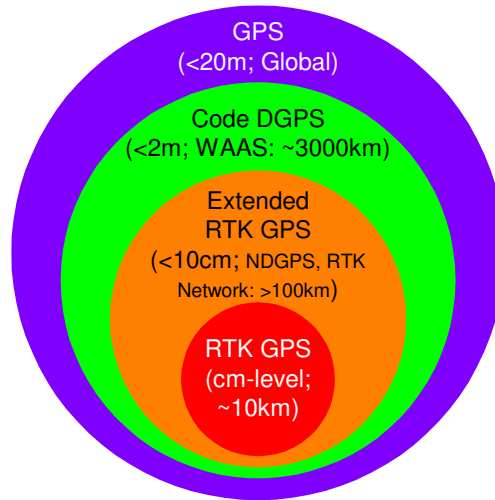 GPS
(<20m; Global)
Code DGPS
(<2m; WAAS: ~3000km)
Extended
RTK GPS
(<10cm; NDGPS, RTK
Network: >100km)
RTK GPS
(cm-level;
~10km)